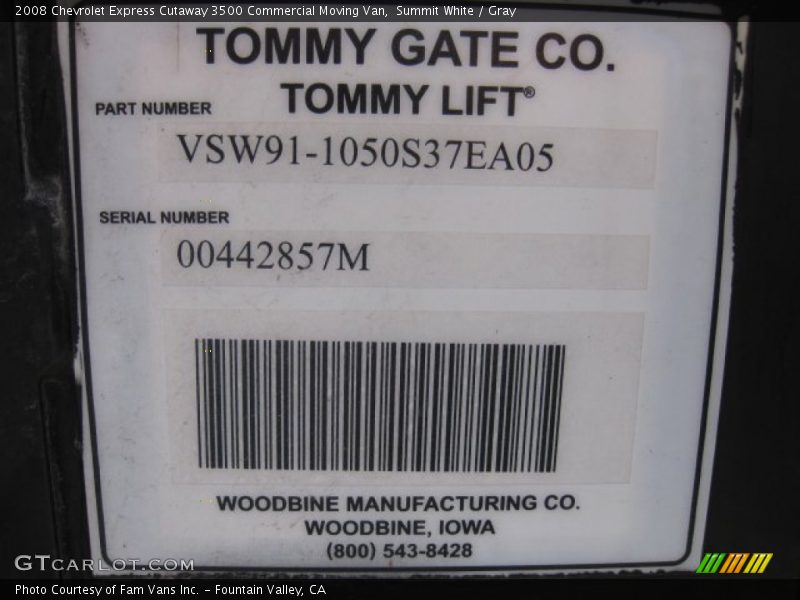 2008 Chevrolet Express Cutaway 3500 Commercial Moving Van, Summit White / Gray
TOMMY GATE CO.
TOMMY LIFT®
PART NUMBER
VSW91-1050S37EA05
SERIAL NUMBER
00442857M
WOODBINE MANUFACTURING CO.
WOODBINE, IOWA
(800) 543-8428
GTCARLOT.COM
Photo Courtesy of Fam Vans Inc. - Fountain Valley, CA